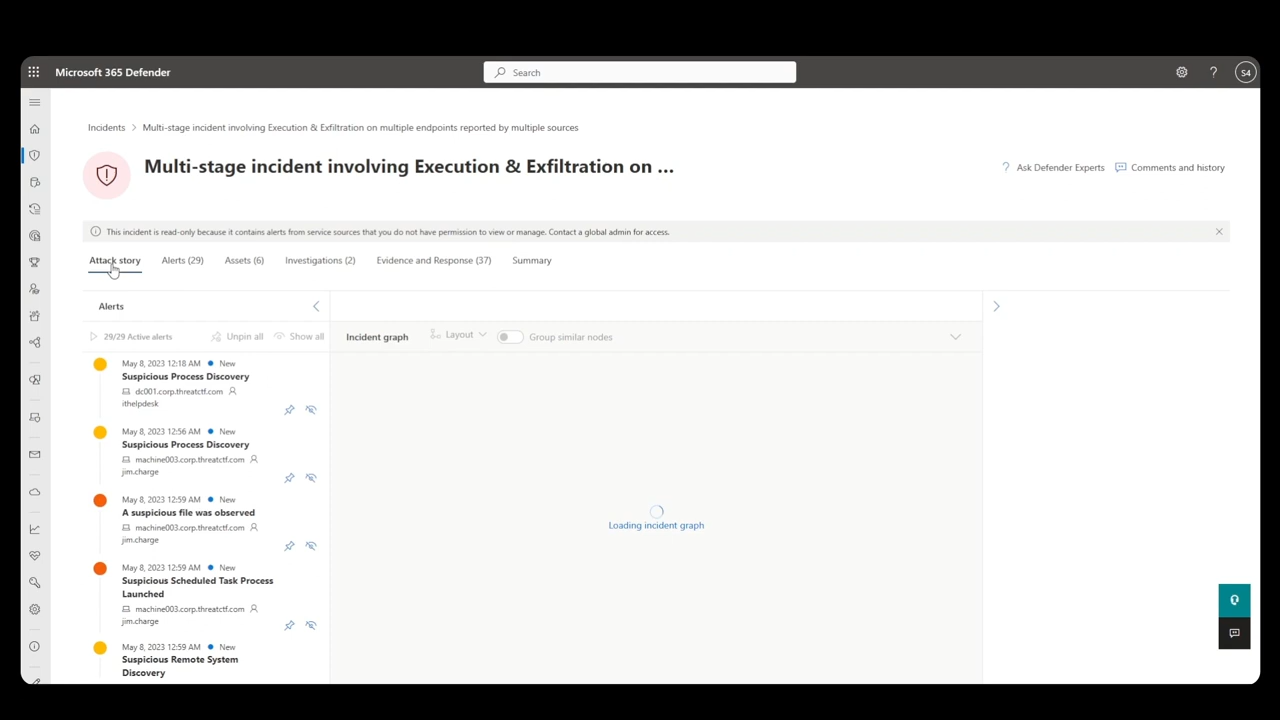 Microsoft 365 Defender
Search
S4
Incidents > Multi-stage incident involving Execution & Exfiltration on multiple endpoints reported by multiple sources
Multi-stage incident involving Execution & Exfiltration on ...
Ask Defender Experts
Comments and history
This incident is read-only because it contains alerts from service sources that you do not have permission to view or manage. Contact a global admin for access.
Attack story
Alerts (29)
Assets (6)
Investigations (2)
Evidence and Response (37)
Summary
Alerts
29/29 Active alerts
Unpin all
Show all
Incident graph
Layout
Group similar nodes
May 8, 2023 12:18 AM New
Suspicious Process Discovery
dc001.corp.threatctf.com
ithelpdesk
May 8, 2023 12:56 AM New
Suspicious Process Discovery
machine003.corp.threatctf.com
jim.charge
May 8, 2023 12:59 AM New
A suspicious file was observed
machine003.corp.threatctf.com
jim.charge
May 8, 2023 12:59 AM New
Suspicious Scheduled Task Process
Launched
machine003.corp.threatctf.com
jim.charge
May 8, 2023 12:59 AM New
Suspicious Remote System
Discovery
Loading incident graph